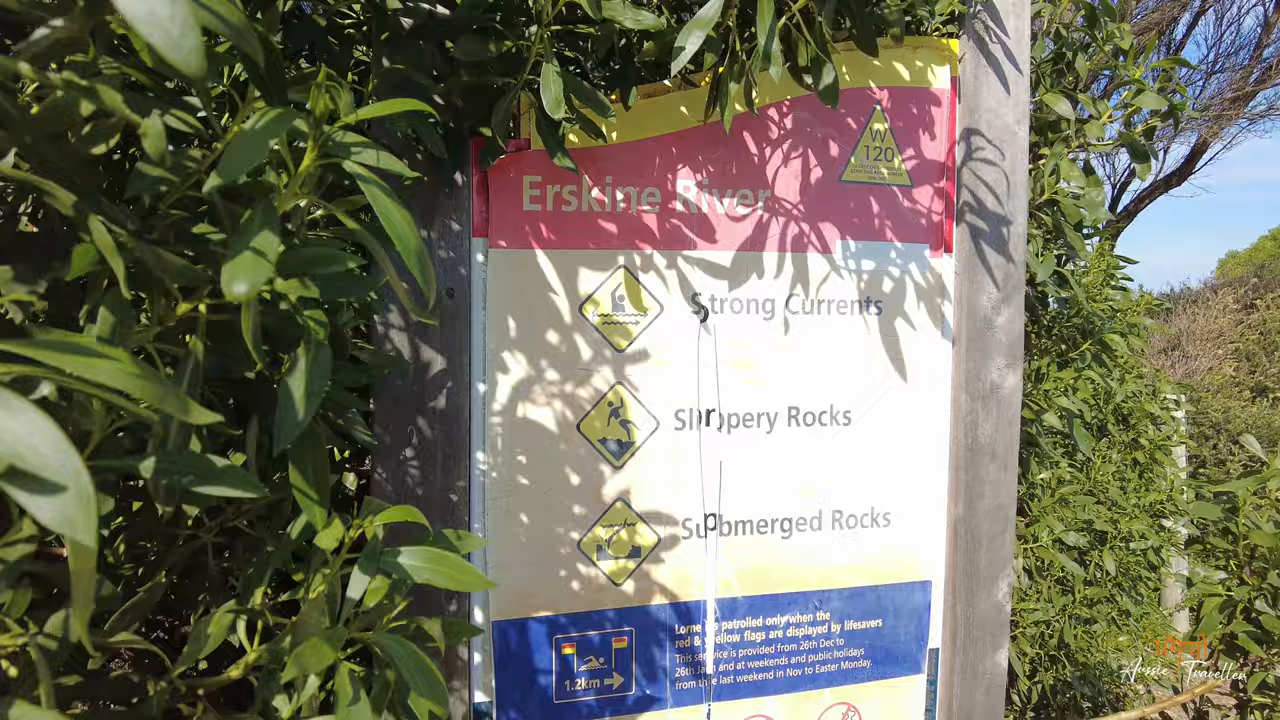 W
120
Erskine River
Strong Currents
Slippery Rocks
Submerged Rocks
Lorne is patrolled only when the
red & yellow flags are displayed by lifesavers
This service is provided from 26th Dec to
26th Jan and at weekends and public holidays
from the last weekend in Nov to Easter Monday.
1.2km
Aussie Traveller